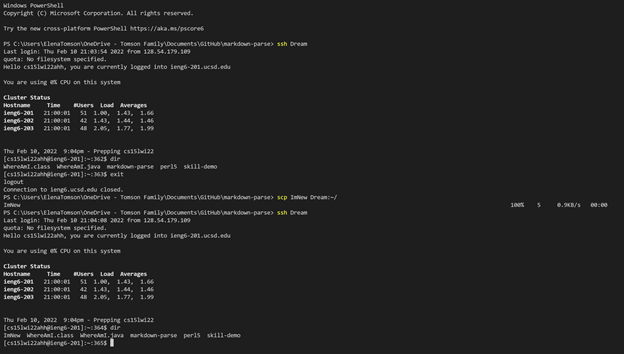 Windows PowerShell
Copyright (C) Microsoft Corporation. All rights reserved.
Try the new cross-platform PowerShell https://aka.ms/pscore6
PS C:\Users\ElenaTomson\OneDrive - Tomson Family\Documents\GitHub\markdown-parse> ssh Dream
Last login: Thu Feb 10 21:03:54 2022 from 128.54.179.109
quota: No filesystem specified.
Hello cs15lwi22ahh, you are currently logged into ieng6-201.ucsd.edu
You are using 0% CPU on this system
Cluster Status
Hostname Time #Users Load Averages
ieng6-201 21:00:01 51 1.00, 1.43, 1.66
ieng6-202 21:00:01 42 1.43, 1.44, 1.46
ieng6-203 21:00:01 48 2.05, 1.77, 1.99
Thu Feb 10, 2022 9:04pm - Prepping cs15lwi22
[cs15lwi22ahh@ieng6-201]:~:362$ dir
WhereAmI.class WhereAmI.java markdown-parse perl5 skill-demo
[cs15lwi22ahh@ieng6-201]:~:363$ exit
logout
Connection to ieng6.ucsd.edu closed.
PS C:\Users\ElenaTomson\OneDrive - Tomson Family\Documents\GitHub\markdown-parse> scp ImNew Dream:~/
ImNew 100% 5 0.9KB/s 00:00
PS C:\Users\ElenaTomson\OneDrive - Tomson Family\Documents\GitHub\markdown-parse> ssh Dream
Last login: Thu Feb 10 21:04:08 2022 from 128.54.179.109
quota: No filesystem specified.
Hello cs15lwi22ahh, you are currently logged into ieng6-201.ucsd.edu
You are using 0% CPU on this system
Cluster Status
Hostname Time #Users Load Averages
ieng6-201 21:00:01 51 1.00, 1.43, 1.66
ieng6-202 21:00:01 42 1.43, 1.44, 1.46
ieng6-203 21:00:01 48 2.05, 1.77, 1.99
Thu Feb 10, 2022 9:04pm - Prepping cs15lwi22
[cs15lwi22ahh@ieng6-201]:~:364$ dir
ImNew WhereAmI.class WhereAmI.java markdown-parse perl5 skill-demo
[cs15lwi22ahh@ieng6-201]:~:365$